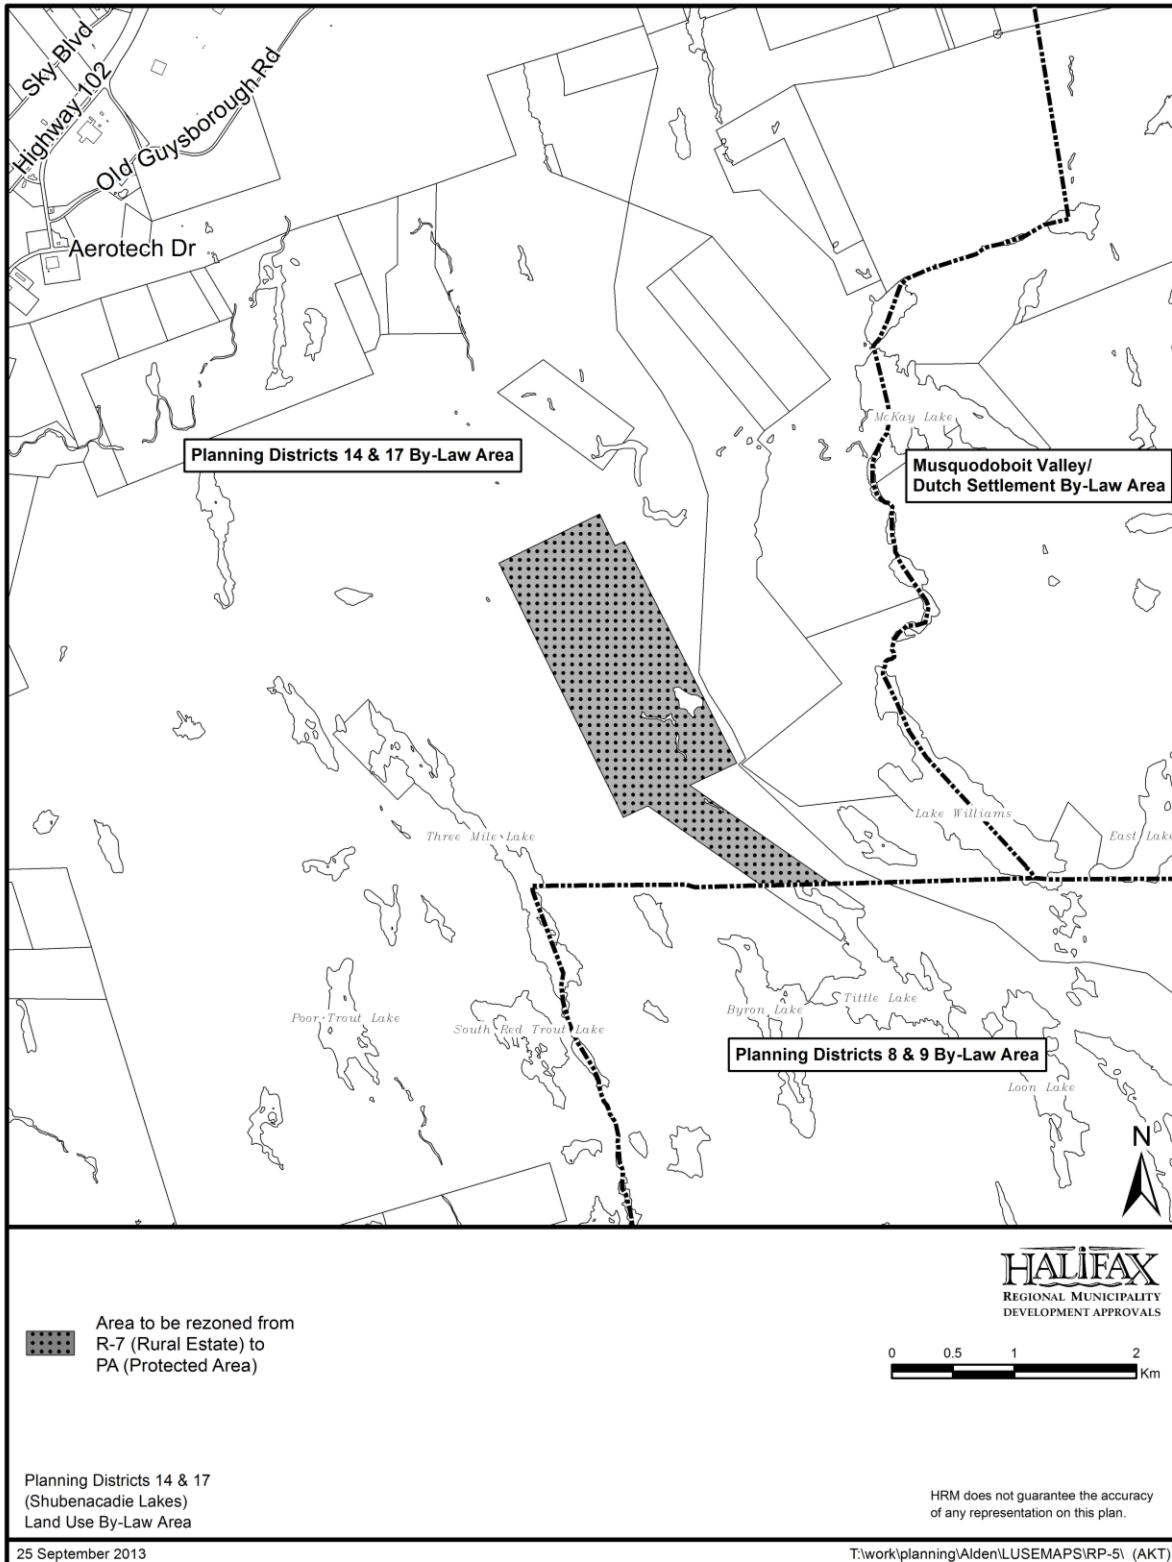 Sky Blvd
Highway 102
Old Guysborough Rd
Aerotech Dr
McKay Lake
Planning Districts 14 & 17 By-Law Area
Musquodoboit Valley/
Dutch Settlement By-Law Area
Lake Williams
East Lake
Three Mile Lake
Poor Trout Lake
South Red Trout Lake
Byron Lake
Tittle Lake
Planning Districts 8 & 9 By-Law Area
Loon Lake
N
HALIFAX
REGIONAL MUNICIPALITY
DEVELOPMENT APPROVALS
Area to be rezoned from
R-7 (Rural Estate) to
PA (Protected Area)
0 0.5 1 2
Km
Planning Districts 14 & 17
(Shubenacadie Lakes)
Land Use By-Law Area
HRM does not guarantee the accuracy
of any representation on this plan.
25 September 2013
T:\work\planning\Alden\LUSEMAPS\RP-5\ (AKT)